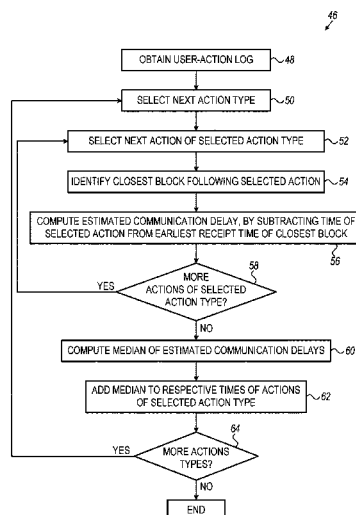 46
OBTAIN USER-ACTION LOG
48
SELECT NEXT ACTION TYPE
50
SELECT NEXT ACTION OF SELECTED ACTION TYPE
52
IDENTIFY CLOSEST BLOCK FOLLOWING SELECTED ACTION
54
COMPUTE ESTIMATED COMMUNICATION DELAY, BY SUBTRACTING TIME OF
SELECTED ACTION FROM EARLIEST RECEIPT TIME OF CLOSEST BLOCK
56
58
YES
MORE
ACTIONS OF SELECTED
ACTION TYPE?
NO
COMPUTE MEDIAN OF ESTIMATED COMMUNICATION DELAYS
60
ADD MEDIAN TO RESPECTIVE TIMES OF ACTIONS
OF SELECTED ACTION TYPE
62
64
YES
MORE ACTIONS
TYPES?
NO
END